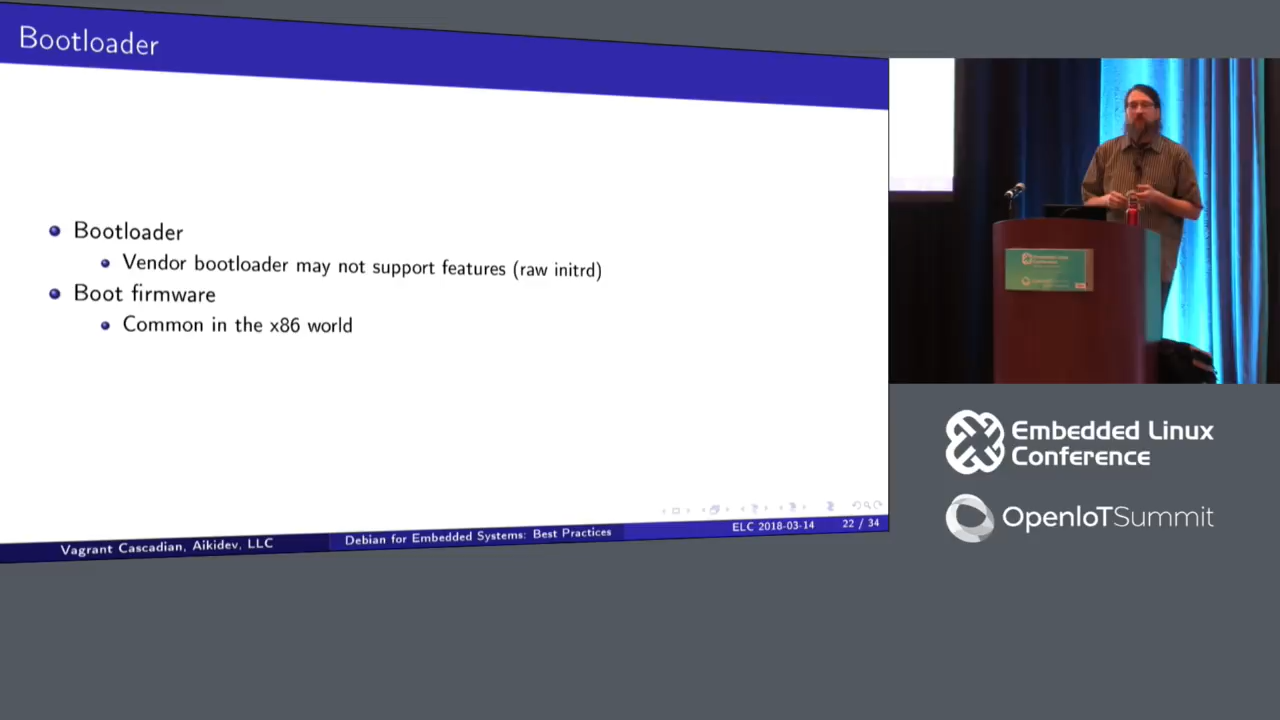 Bootloader
Bootloader
Vendor bootloader may not support features (raw initrd)
Boot firmware
Common in the x86 world
Vagrant Cascadian, Aikidev, LLC
Debian for Embedded Systems: Best Practices
ELC 2018-03-14
22 / 34
Embedded Linux
Conference
OpenIoTSummit